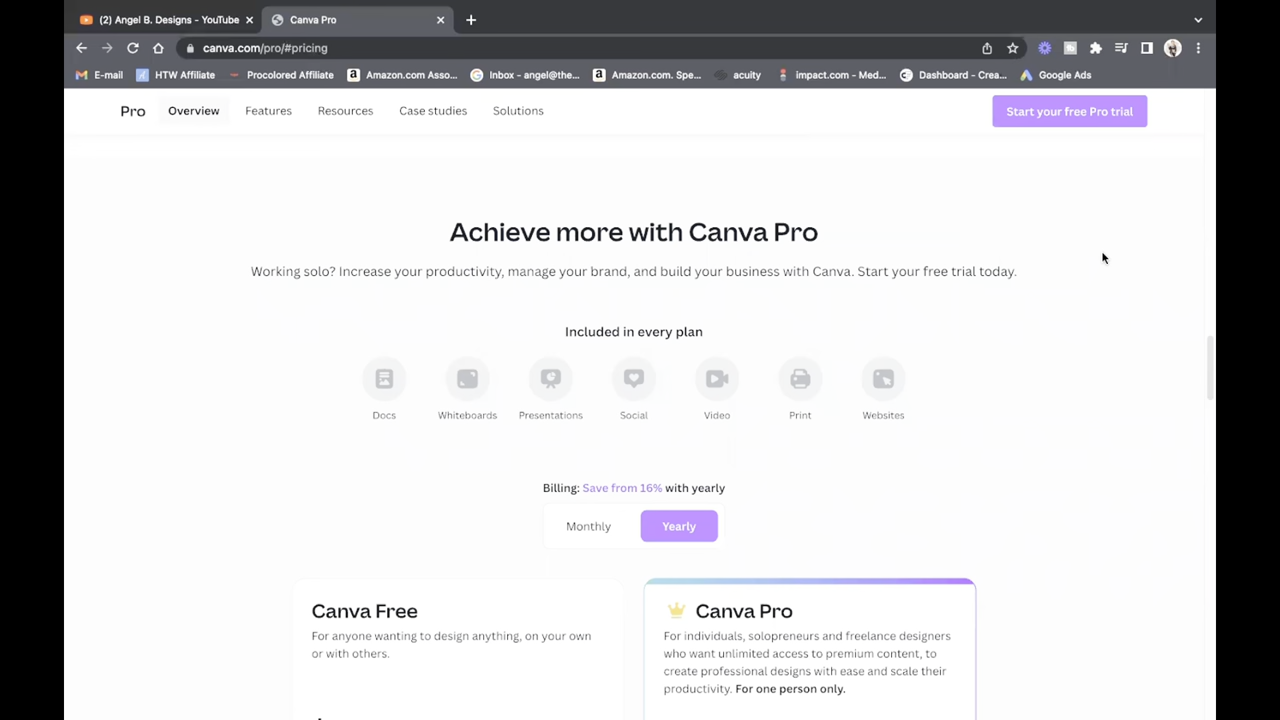 (2) Angel B. Designs - YouTube
Canva Pro
canva.com/pro/#pricing
E-mail
HTW Affiliate
Procolored Affiliate
Amazon.com Asso...
Inbox - angel@the...
Amazon.com. Spe...
acuity
impact.com - Med...
Dashboard - Crea...
Google Ads
Pro
Overview
Features
Resources
Case studies
Solutions
Start your free Pro trial
Achieve more with Canva Pro
Working solo? Increase your productivity, manage your brand, and build your business with Canva. Start your free trial today.
Included in every plan
Docs
Whiteboards
Presentations
Social
Video
Print
Websites
Billing: Save from 16% with yearly
Monthly
Yearly
Canva Free
For anyone wanting to design anything, on your own
or with others.
Canva Pro
For individuals, solopreneurs and freelance designers
who want unlimited access to premium content, to
create professional designs with ease and scale their
productivity. For one person only.